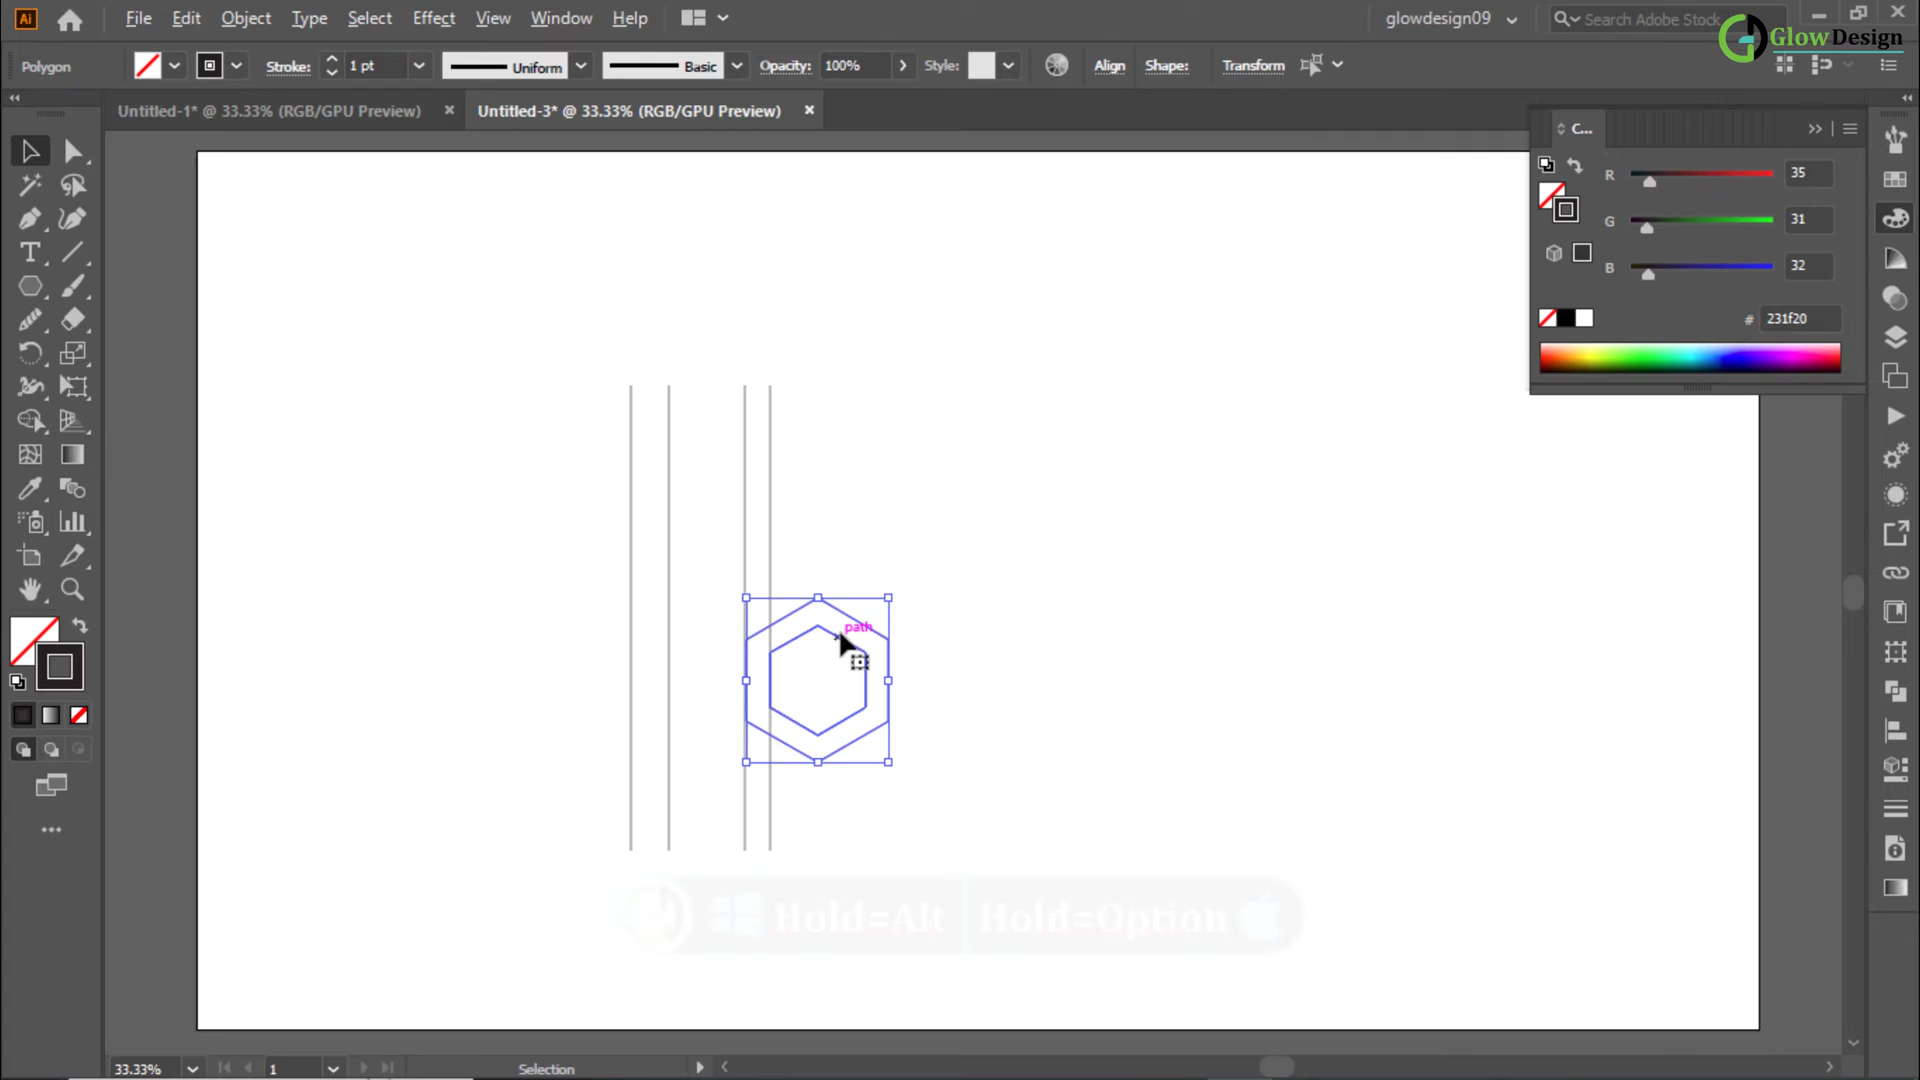 Ai File Edit Object Type Select Effect View Window Help glowdesign09 Search Adobe Stock
Glow Design
Polygon Stroke: 1 pt Uniform Basic Opacity: 100% Style: Align Shape: Transform
Untitled-1* @ 33.33% (RGB/GPU Preview) Untitled-3* @ 33.33% (RGB/GPU Preview)
C...
R 35
G 31
B 32
# 231f20
path
Hold=Alt Hold=Option
33.33% 1 Selection